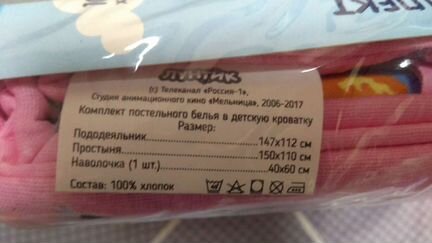 ПЛЕКТ
ЛУНТИК
(с) Телеканал «Россия-1»,
Студия анимационного кино «Мельница», 2006-2017
Комплект постельного белья в детскую кроватку
Размер:
Пододеяльник 147х112 см
Простыня 150х110 см
Наволочка (1 шт.) 40х60 см
Состав: 100% хлопок